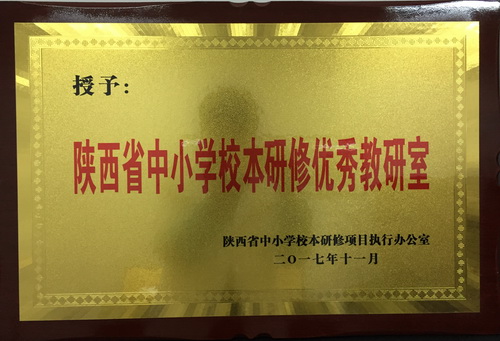 授予：
陕西省中小学校本研修优秀教研室
陕西省中小学校本研修项目执行办公室
二〇一七年十一月